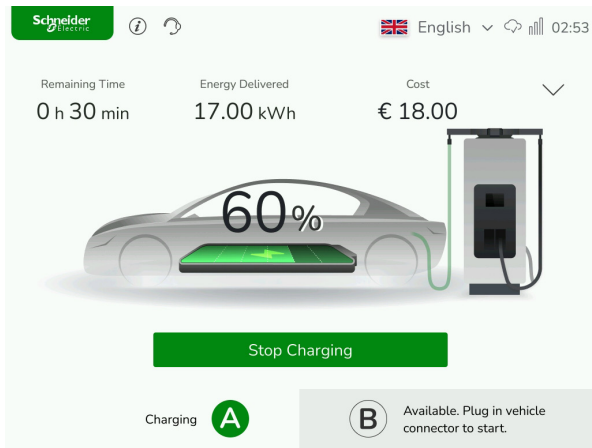 Schneider
Electric
i
English
02:53
Remaining Time
Energy Delivered
Cost
0 h 30 min
17.00 kWh
€ 18.00
60%
Stop Charging
Charging
A
B
Available. Plug in vehicle
connector to start.